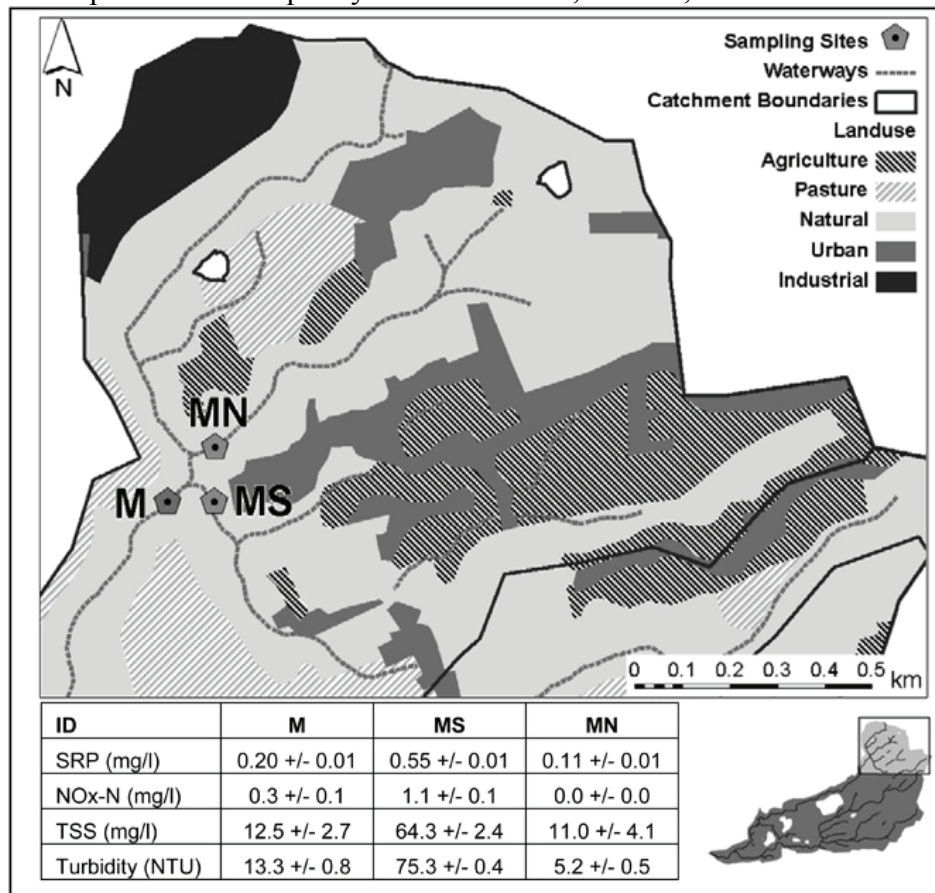 N
Sampling Sites
Waterways
Catchment Boundaries
Landuse
Agriculture
Pasture
Natural
Urban
Industrial
MN
M
MS
0 0.1 0.2 0.3 0.4 0.5
km
ID M MS MN
SRP (mg/l) 0.20 +/- 0.01 0.55 +/- 0.01 0.11 +/- 0.01
NOx-N (mg/l) 0.3 +/- 0.1 1.1 +/- 0.1 0.0 +/- 0.0
TSS (mg/l) 12.5 +/- 2.7 64.3 +/- 2.4 11.0 +/- 4.1
Turbidity (NTU) 13.3 +/- 0.8 75.3 +/- 0.4 5.2 +/- 0.5